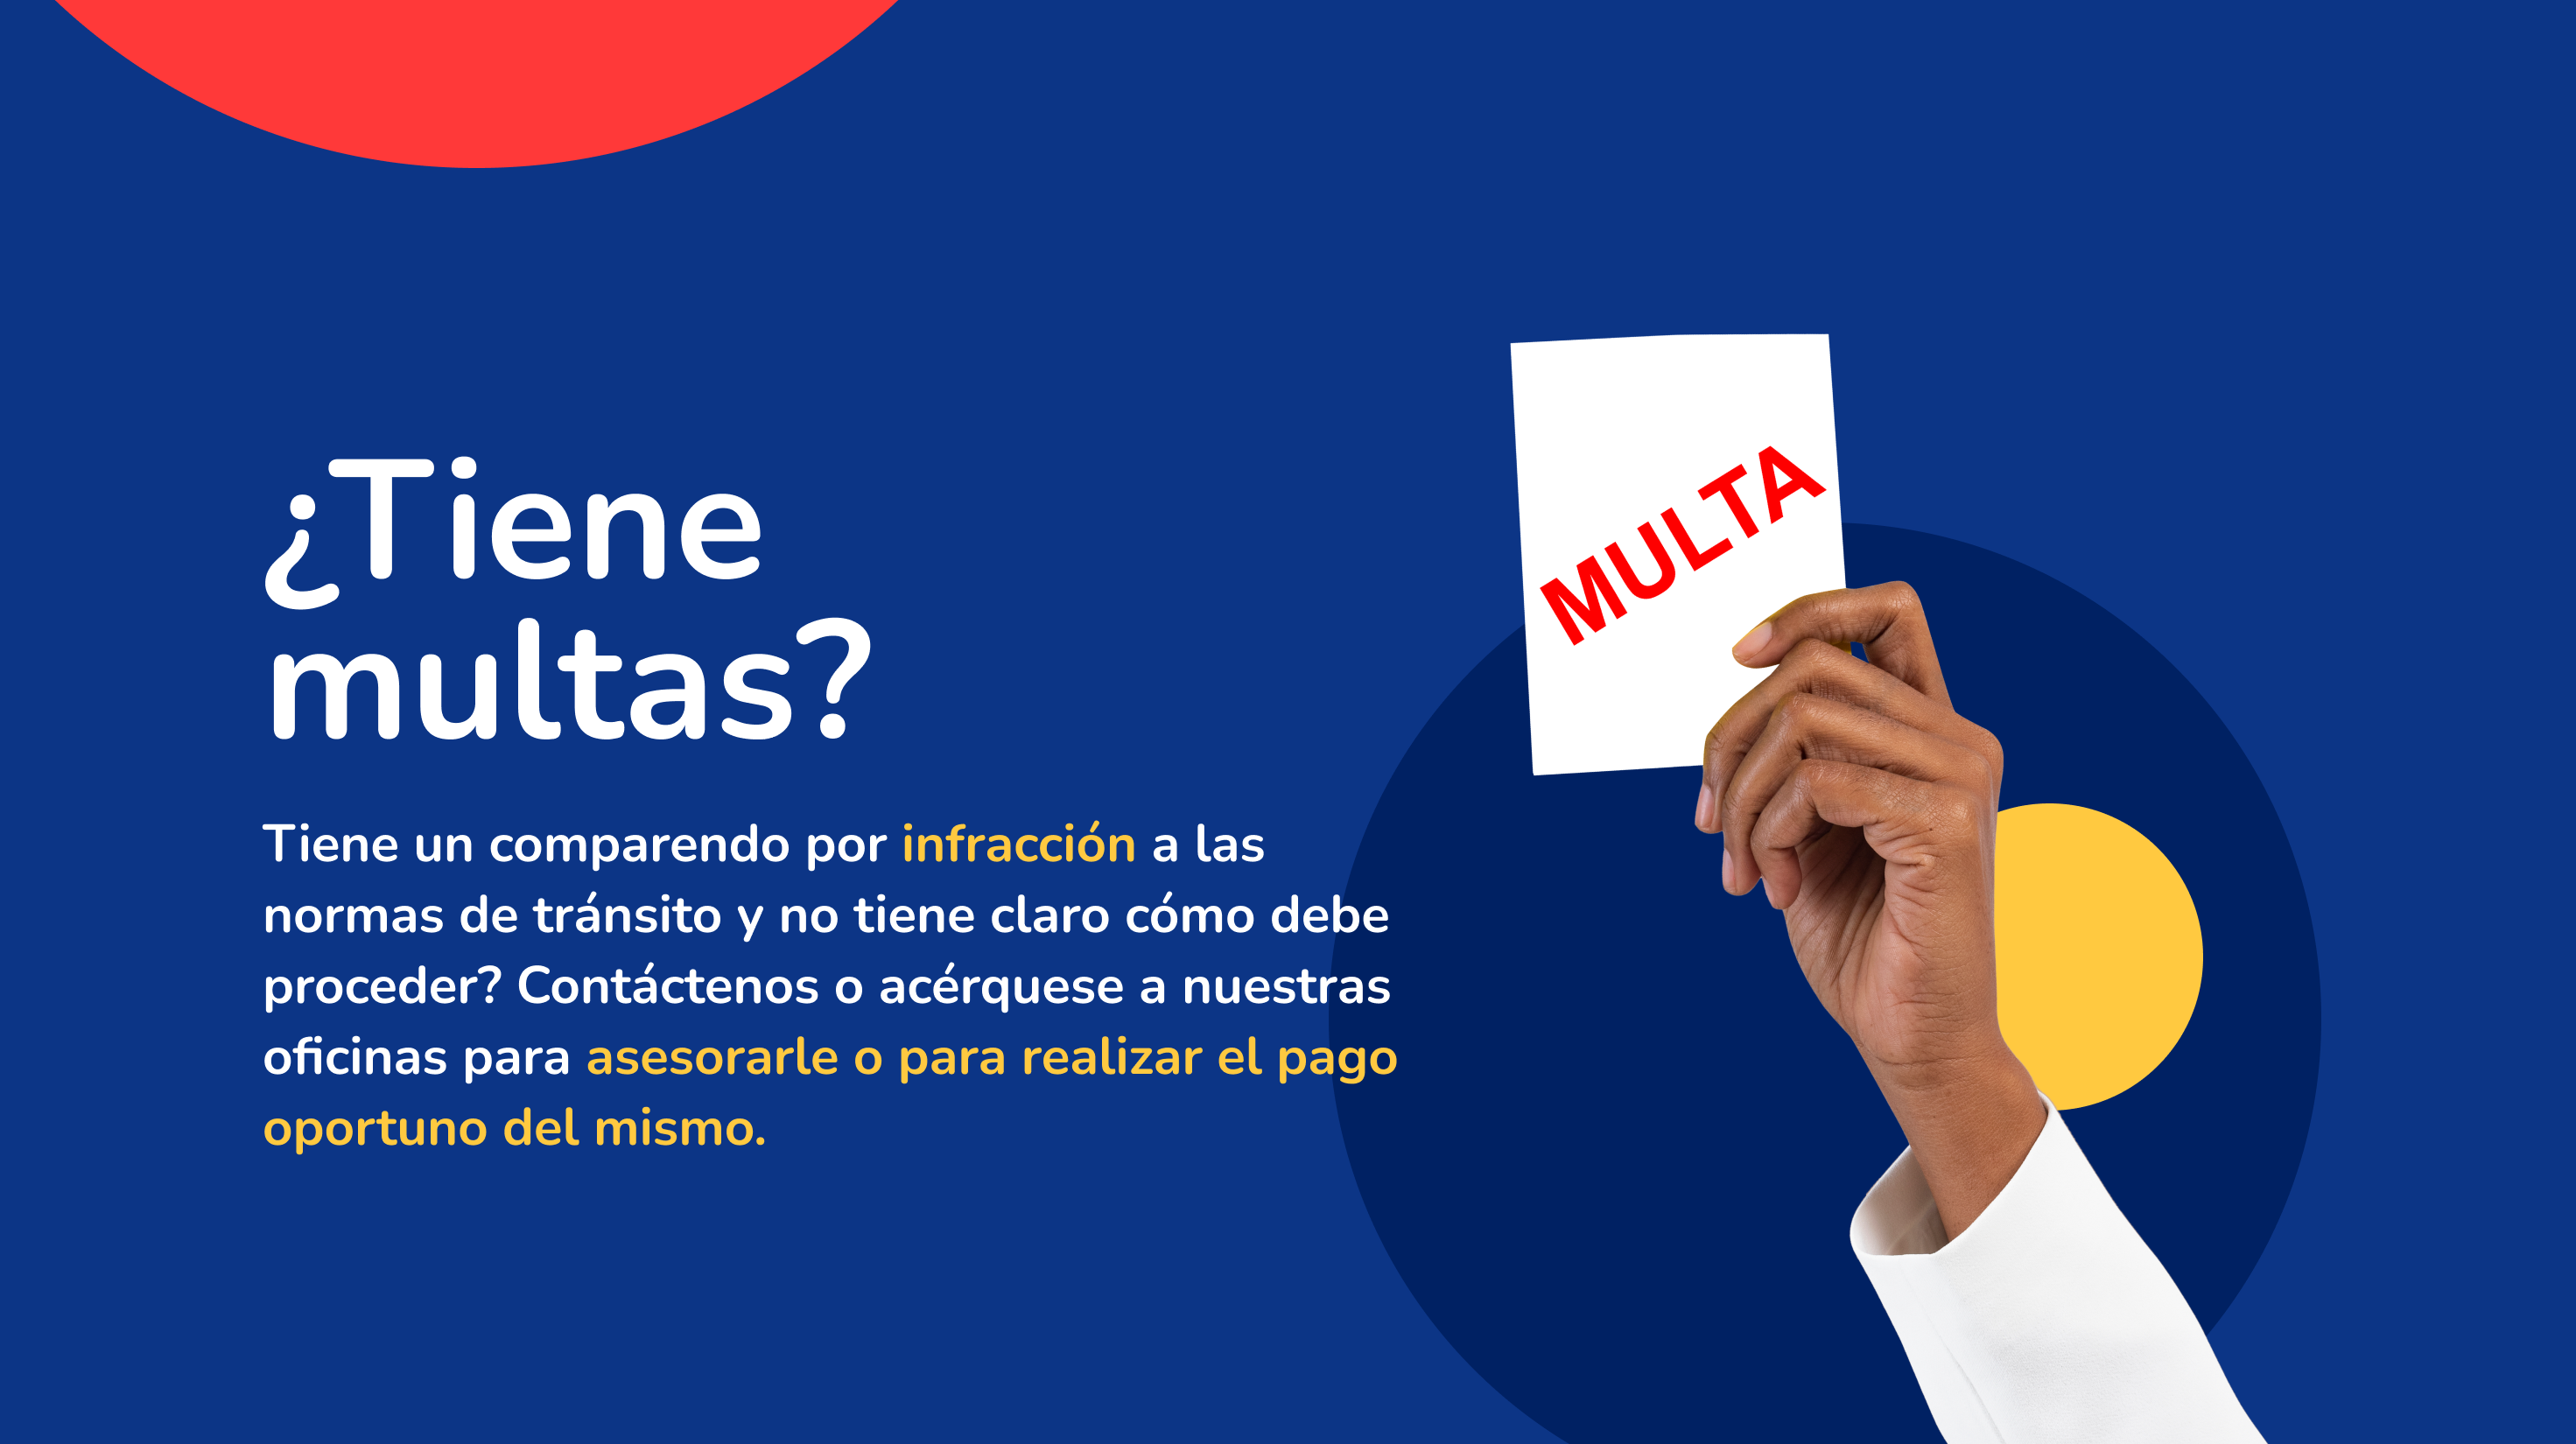 ¿Tiene
multas?
MULTA
Tiene un comparendo por infracción a las
normas de tránsito y no tiene claro cómo debe
proceder? Contáctenos o acérquese a nuestras
oficinas para asesorarle o para realizar el pago
oportuno del mismo.